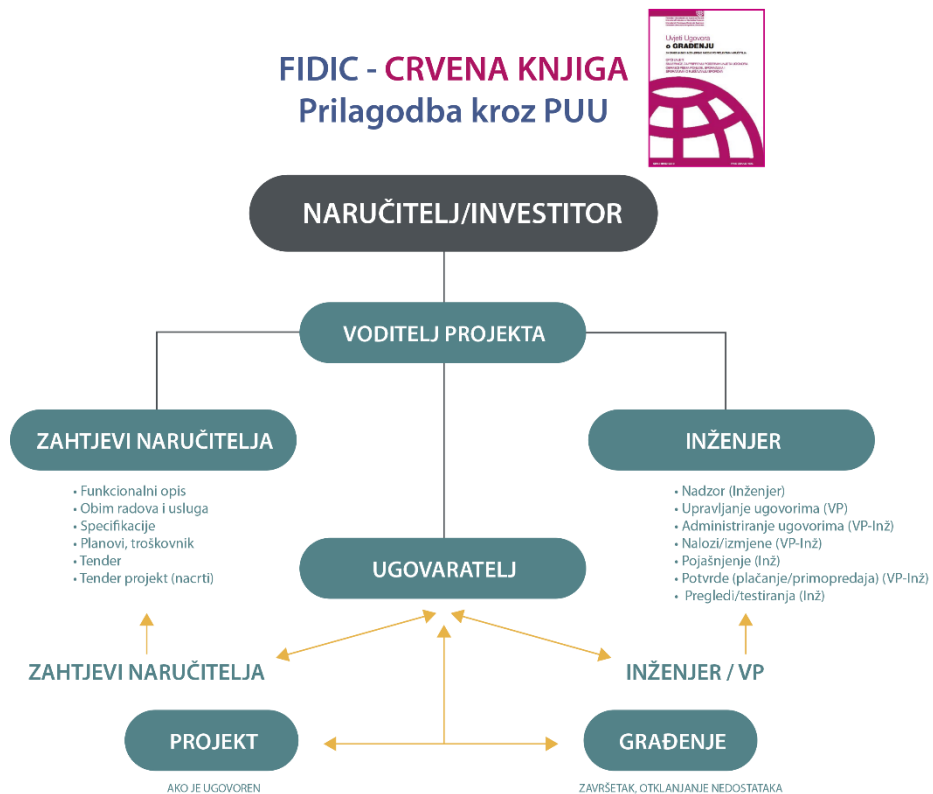 FIDIC - CRVENA KNJIGA
Prilagodba kroz PUU
Uvjeti Ugovora
o GRAĐENJU
NARUČITELJ/INVESTITOR
VODITELJ PROJEKTA
ZAHTJEVI NARUČITELJA
INŽENJER
• Funkcionalni opis
• Obim radova i usluga
• Specifikacije
• Planovi, troškovnik
• Tender
• Tender projekt (nacrti)
• Nadzor (Inženjer)
• Upravljanje ugovorima (VP)
• Administriranje ugovorima (VP-Inž)
• Nalozi/izmjene (VP-Inž)
• Pojašnjenje (Inž)
• Potvrde (plačanje/primopredaja) (VP-Inž)
• Pregledi/testiranja (Inž)
UGOVARATELJ
ZAHTJEVI NARUČITELJA
INŽENJER / VP
PROJEKT
GRAĐENJE
AKO JE UGOVOREN
ZAVRŠETAK, OTKLANJANJE NEDOSTATAKA